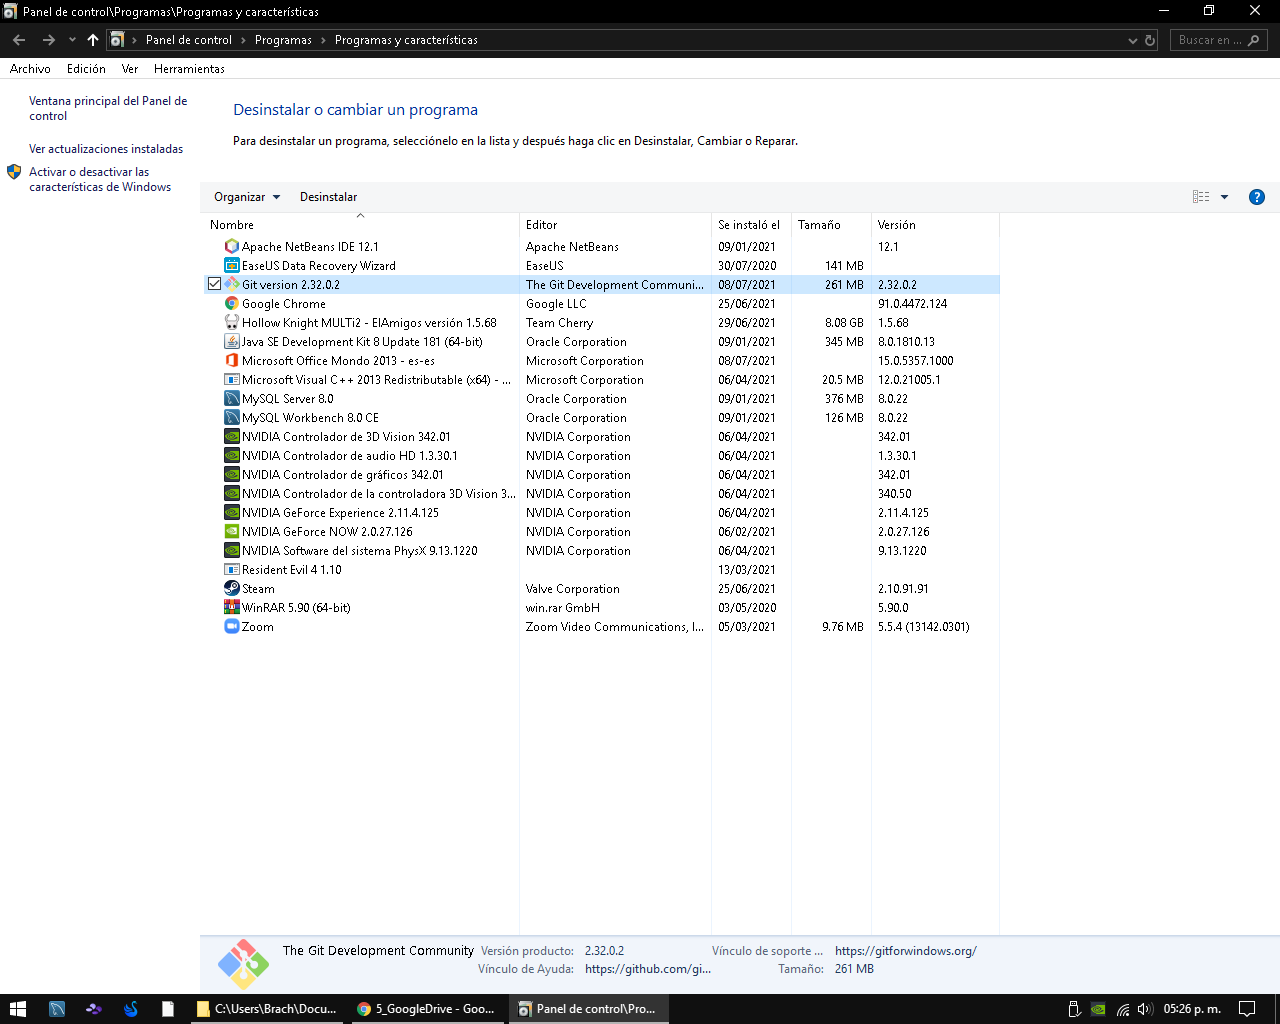 Panel de control\Programas\Programas y características
Panel de control > Programas > Programas y características
Buscar en ...
Archivo Edición Ver Herramientas
Ventana principal del Panel de control
Ver actualizaciones instaladas
Activar o desactivar las características de Windows
Desinstalar o cambiar un programa
Para desinstalar un programa, selecciónelo en la lista y después haga clic en Desinstalar, Cambiar o Reparar.
Organizar Desinstalar
Nombre Editor Se instaló el Tamaño Versión
Apache NetBeans IDE 12.1 Apache NetBeans 09/01/2021 12.1
EaseUS Data Recovery Wizard EaseUS 30/07/2020 141 MB
Git version 2.32.0.2 The Git Development Communi... 08/07/2021 261 MB 2.32.0.2
Google Chrome Google LLC 25/06/2021 91.0.4472.124
Hollow Knight MULTi2 - ElAmigos versión 1.5.68 Team Cherry 29/06/2021 8.08 GB 1.5.68
Java SE Development Kit 8 Update 181 (64-bit) Oracle Corporation 09/01/2021 345 MB 8.0.1810.13
Microsoft Office Mondo 2013 - es-es Microsoft Corporation 08/07/2021 15.0.5357.1000
Microsoft Visual C++ 2013 Redistributable (x64) - ... Microsoft Corporation 06/04/2021 20.5 MB 12.0.21005.1
MySQL Server 8.0 Oracle Corporation 09/01/2021 376 MB 8.0.22
MySQL Workbench 8.0 CE Oracle Corporation 09/01/2021 126 MB 8.0.22
NVIDIA Controlador de 3D Vision 342.01 NVIDIA Corporation 06/04/2021 342.01
NVIDIA Controlador de audio HD 1.3.30.1 NVIDIA Corporation 06/04/2021 1.3.30.1
NVIDIA Controlador de gráficos 342.01 NVIDIA Corporation 06/04/2021 342.01
NVIDIA Controlador de la controladora 3D Vision 3... NVIDIA Corporation 06/04/2021 340.50
NVIDIA GeForce Experience 2.11.4.125 NVIDIA Corporation 06/04/2021 2.11.4.125
NVIDIA GeForce NOW 2.0.27.126 NVIDIA Corporation 06/02/2021 2.0.27.126
NVIDIA Software del sistema PhysX 9.13.1220 NVIDIA Corporation 06/04/2021 9.13.1220
Resident Evil 4 1.10 13/03/2021
Steam Valve Corporation 25/06/2021 2.10.91.91
WinRAR 5.90 (64-bit) win.rar GmbH 03/05/2020 5.90.0
Zoom Zoom Video Communications, I... 05/03/2021 9.76 MB 5.5.4 (13142.0301)
The Git Development Community Versión producto: 2.32.0.2 Vínculo de soporte ... https://gitforwindows.org/
Vínculo de Ayuda: https://github.com/gi... Tamaño: 261 MB
C:\Users\Brach\Docu... 5_GoogleDrive - Goo... Panel de control\Pro... 05:26 p. m.